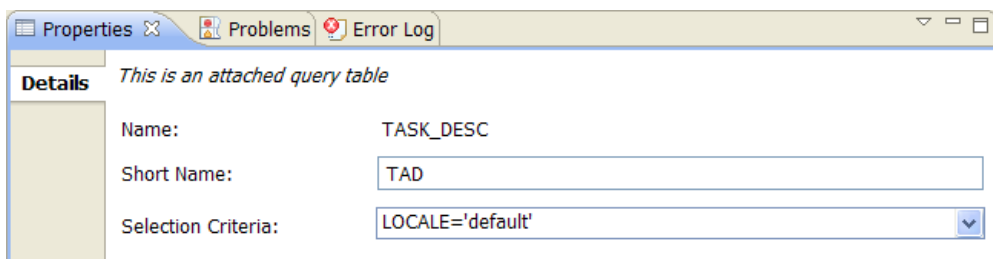 Properties Problems Error Log
Details
This is an attached query table
Name: TASK_DESC
Short Name: TAD
Selection Criteria: LOCALE='default'